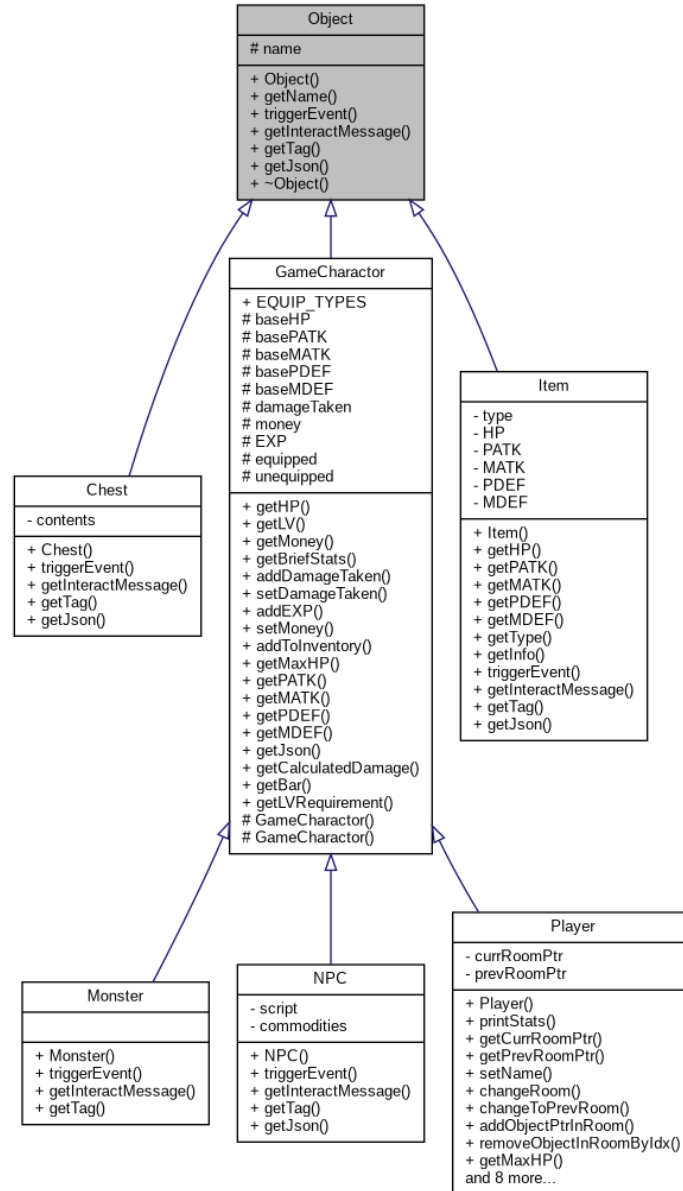 Object
# name
+ Object()
+ getName()
+ triggerEvent()
+ getInteractMessage()
+ getTag()
+ getJson()
+ ~Object()
GameCharactor
+ EQUIP_TYPES
# baseHP
# basePATK
# baseMATK
# basePDEF
# baseMDEF
# damageTaken
# money
# EXP
# equipped
# unequipped
+ getHP()
+ getLV()
+ getMoney()
+ getBriefStats()
+ addDamageTaken()
+ setDamageTaken()
+ addEXP()
+ setMoney()
+ addToInventory()
+ getMaxHP()
+ getPATK()
+ getMATK()
+ getPDEF()
+ getMDEF()
+ getJson()
+ getCalculatedDamage()
+ getBar()
+ getLVRequirement()
# GameCharactor()
# GameCharactor()
Item
- type
- HP
- PATK
- MATK
- PDEF
- MDEF
+ Item()
+ getHP()
+ getPATK()
+ getMATK()
+ getPDEF()
+ getMDEF()
+ getType()
+ getInfo()
+ triggerEvent()
+ getInteractMessage()
+ getTag()
+ getJson()
Chest
- contents
+ Chest()
+ triggerEvent()
+ getInteractMessage()
+ getTag()
+ getJson()
Monster
+ Monster()
+ triggerEvent()
+ getInteractMessage()
+ getTag()
NPC
- script
- commodities
+ NPC()
+ triggerEvent()
+ getInteractMessage()
+ getTag()
+ getJson()
Player
- currRoomPtr
- prevRoomPtr
+ Player()
+ printStats()
+ getCurrRoomPtr()
+ getPrevRoomPtr()
+ setName()
+ changeRoom()
+ changeToPrevRoom()
+ addObjectPtrInRoom()
+ removeObjectInRoomByIdx()
+ getMaxHP()
and 8 more...